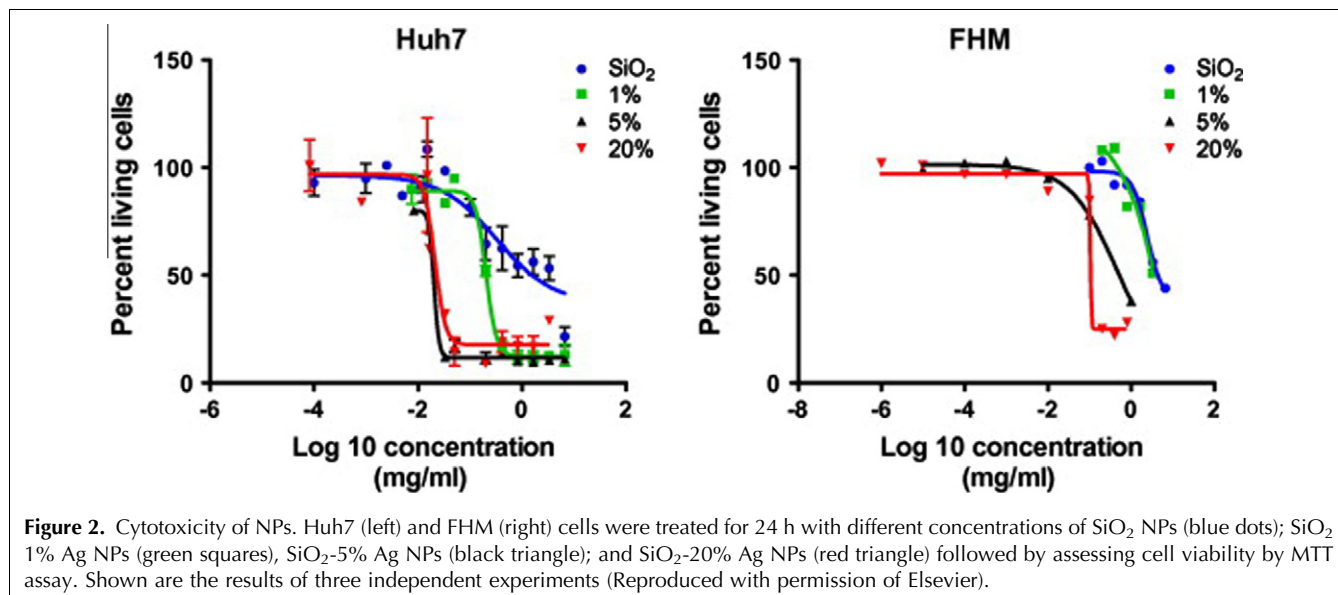 Huh7
150
100
50
0
Percent living cells
-6 -4 -2 0 2
Log 10 concentration
(mg/ml)
SiO₂
1%
5%
20%
FHM
150
100
50
0
Percent living cells
-8 -6 -4 -2 0 2
Log 10 concentration
(mg/ml)
SiO₂
1%
5%
20%
Figure 2. Cytotoxicity of NPs. Huh7 (left) and FHM (right) cells were treated for 24 h with different concentrations of SiO₂ NPs (blue dots); SiO
1% Ag NPs (green squares), SiO₂-5% Ag NPs (black triangle); and SiO₂-20% Ag NPs (red triangle) followed by assessing cell viability by MTT
assay. Shown are the results of three independent experiments (Reproduced with permission of Elsevier).